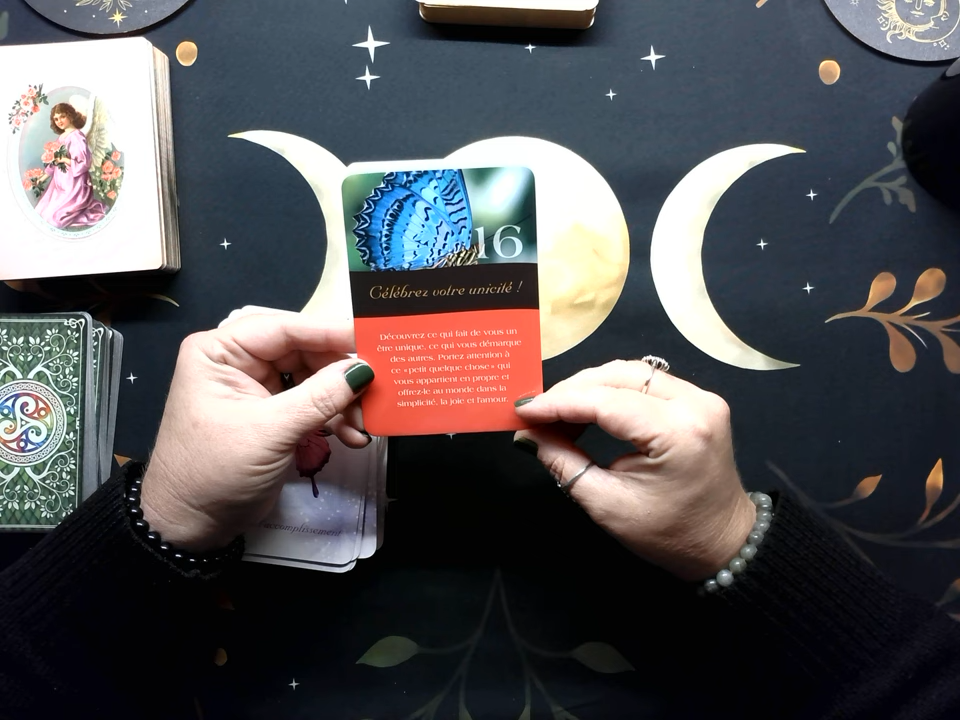 16
Célébrez votre unicité !
Découvrez ce qui fait de vous un
être unique, ce qui vous démarque
des autres. Portez attention à
ce « petit quelque chose » qui
vous appartient en propre et
offrez-le au monde dans la
simplicité, la joie et l'amour.
accomplissement